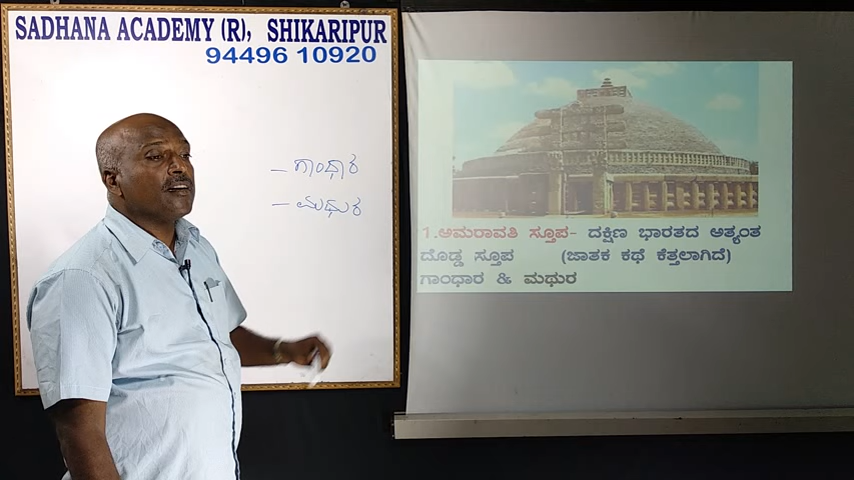 SADHANA ACADEMY (R), SHIKARIPUR
94496 10920
– ಗಾಂಧಾರ
– ಮಥುರ
1.ಅಮರಾವತಿ ಸ್ತೂಪ- ದಕ್ಷಿಣ ಭಾರತದ ಅತ್ಯಂತ
ದೊಡ್ಡ ಸ್ತೂಪ (ಜಾತಕ ಕಥೆ ಕೆತ್ತಲಾಗಿದೆ)
ಗಾಂಧಾರ & ಮಥುರ